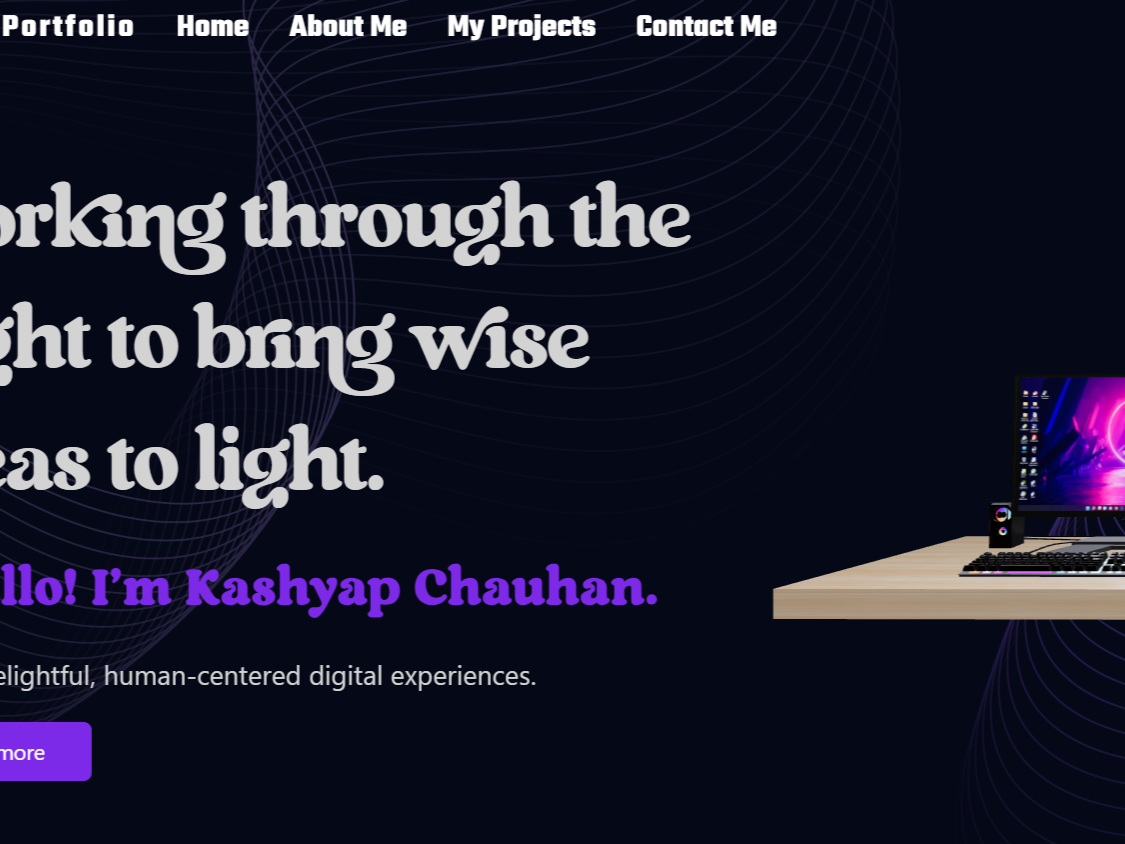 Portfolio Home About Me My Projects Contact Me
orking through the
ght to bring wise
eas to light.
llo! I'm Kashyap Chauhan.
elightful, human-centered digital experiences.
more